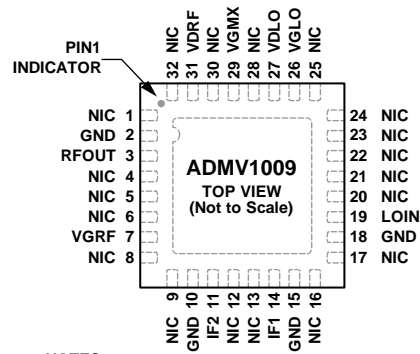 32 NIC
31 VDRF
30 NIC
29 VGMX
28 NIC
27 VDLO
26 VGLO
25 NIC
PIN1
INDICATOR
NIC 1
GND 2
RFOUT 3
NIC 4
NIC 5
NIC 6
VGRF 7
NIC 8
ADMV1009
TOP VIEW
(Not to Scale)
24 NIC
23 NIC
22 NIC
21 NIC
20 NIC
19 LOIN
18 GND
17 NIC
NIC 9
GND 10
IF2 11
NIC 12
NIC 13
IF1 14
GND 15
NIC 16